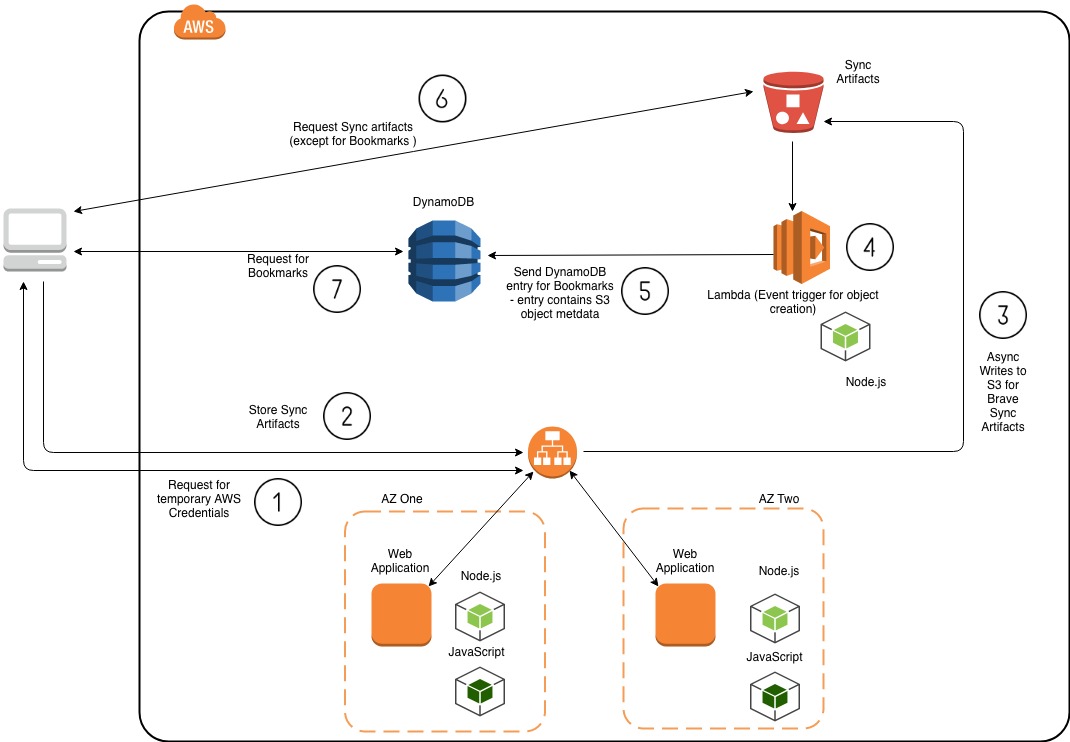 AWS
Sync
Artifacts
6
Request Sync artifacts
(except for Bookmarks )
DynamoDB
4
Request for
Bookmarks
7
Send DynamoDB
entry for Bookmarks
- entry contains S3
object metdata
5
Lambda (Event trigger for object
creation)
Node.js
3
Async
Writes to
S3 for
Brave
Sync
Artifacts
Store Sync
Artifacts
2
Request for
temporary AWS
Credentials
1
AZ One
Web
Application
Node.js
JavaScript
AZ Two
Web
Application
Node.js
JavaScript